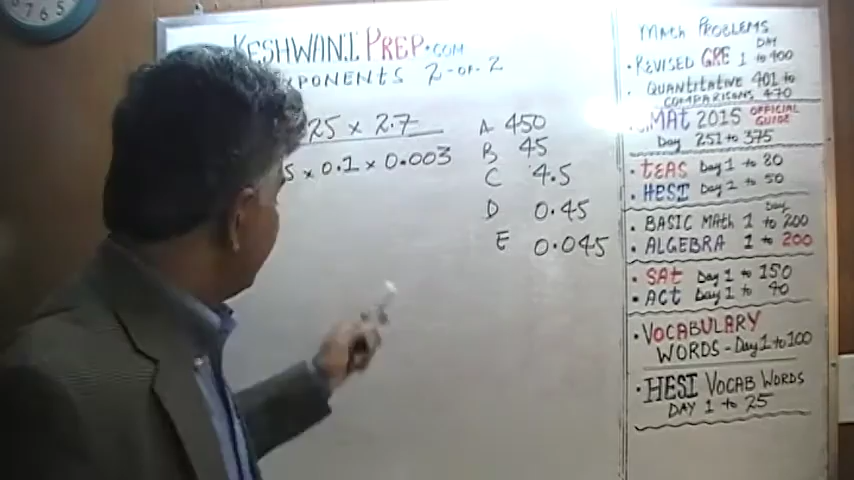 KESHWANI PREP.COM
EXPONENTS 2-OF-2
25 x 2.7
5 x 0.1 x 0.003
A 450
B 45
C 4.5
D 0.45
E 0.045
MATH PROBLEMS
DAY
• REVISED GRE 1 to 400
• QUANTITATIVE 401 to
COMPARISONS 470
GMAT 2015 OFFICIAL GUIDE
DAY 251 to 375
• TEAS Day 1 to 80
• HESI Day 1 to 50
Day
• BASIC MATH 1 to 200
• ALGEBRA 1 to 200
• SAT Day 1 to 150
• ACT Day 1 to 40
• VOCABULARY
WORDS - Day 1 to 100
• HESI VOCAB WORDS
DAY 1 to 25
7 6 5